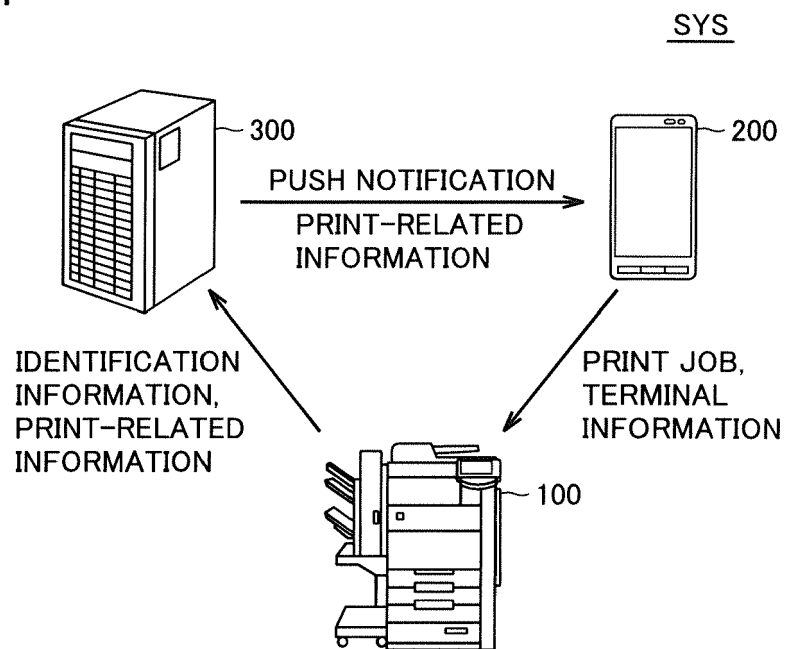 SYS
300
200
PUSH NOTIFICATION
PRINT-RELATED
INFORMATION
IDENTIFICATION
INFORMATION,
PRINT-RELATED
INFORMATION
PRINT JOB,
TERMINAL
INFORMATION
100